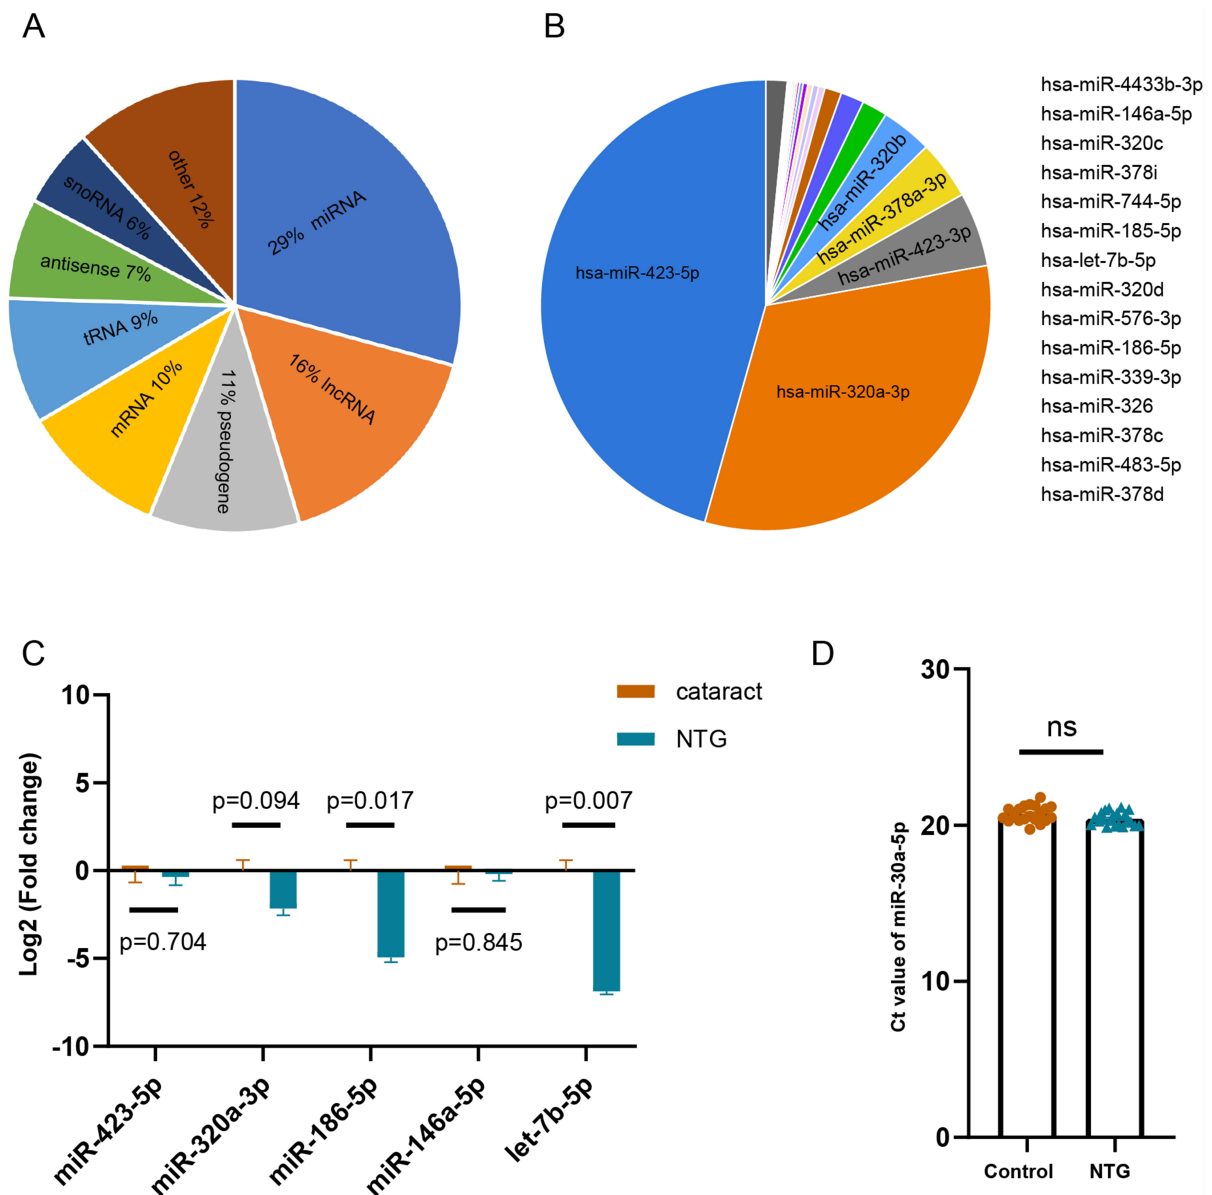 A
29% miRNA
16% lncRNA
11% pseudogene
mRNA 10%
tRNA 9%
antisense 7%
snoRNA 6%
other 12%
B
hsa-miR-423-5p
hsa-miR-320a-3p
hsa-miR-423-3p
hsa-miR-378a-3p
hsa-miR-320b
hsa-miR-4433b-3p
hsa-miR-146a-5p
hsa-miR-320c
hsa-miR-378i
hsa-miR-744-5p
hsa-miR-185-5p
hsa-let-7b-5p
hsa-miR-320d
hsa-miR-576-3p
hsa-miR-186-5p
hsa-miR-339-3p
hsa-miR-326
hsa-miR-378c
hsa-miR-483-5p
hsa-miR-378d
C
cataract
NTG
Log2 (Fold change)
10
5
0
-5
-10
p=0.704
p=0.094
p=0.017
p=0.845
p=0.007
miR-423-5p
miR-320a-3p
miR-186-5p
miR-146a-5p
let-7b-5p
D
Ct value of miR-30a-5p
30
20
10
0
ns
Control
NTG